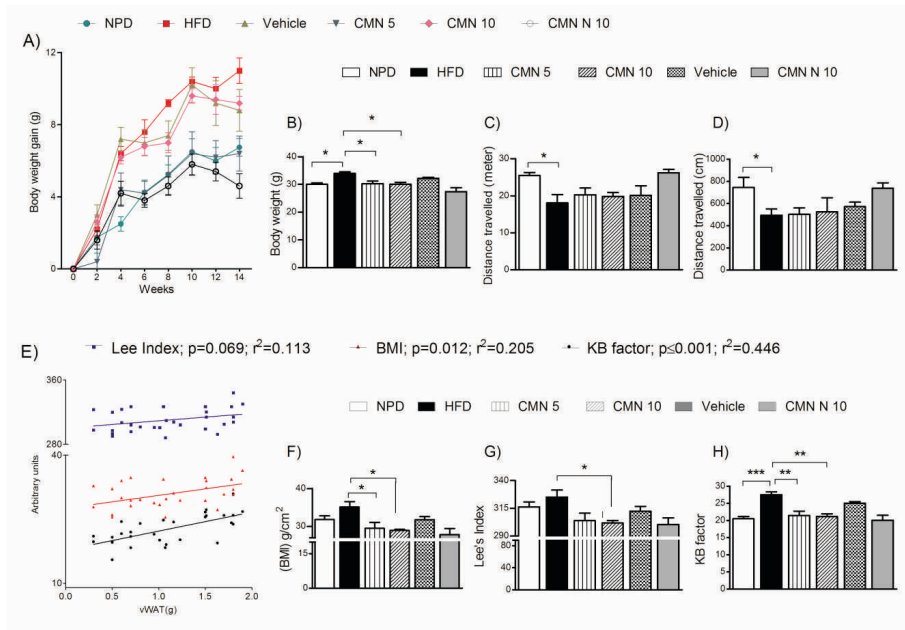 NPD HFD Vehicle CMN 5 CMN 10 CMN N 10
A)
Body weight gain (g)
12
8
4
0
0 2 4 6 8 10 12 14
Weeks
NPD HFD CMN 5 CMN 10 Vehicle CMN N 10
B)
Body weight (g)
40
30
20
10
0
*
*
*
C)
Distance travelled (meter)
30
20
10
0
*
D)
Distance travelled (cm)
1000
800
600
400
200
0
*
E)
Lee Index; p=0.069; r²=0.113 BMI; p=0.012; r²=0.205 KB factor; p≤0.001; r²=0.446
Arbitrary units
360
280
40
10
0.0 0.5 1.0 1.5 2.0
vWAT(g)
NPD HFD CMN 5 CMN 10 Vehicle CMN N 10
F)
(BMI) g/cm²
30
15
0
*
*
G)
Lee's Index
340
315
290
80
40
0
*
H)
KB factor
30
25
20
15
10
5
0
***
**
**